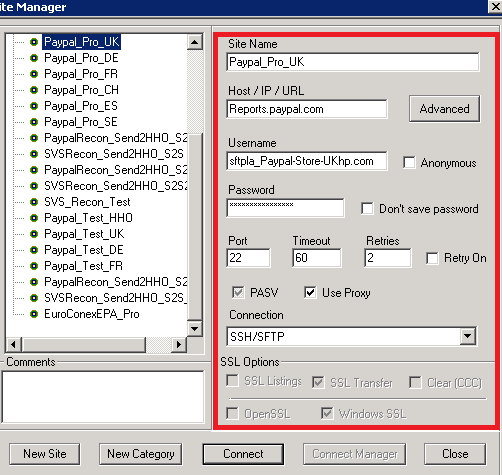 ite Manager
Paypal_Pro_UK
Paypal_Pro_DE
Paypal_Pro_FR
Paypal_Pro_CH
Paypal_Pro_ES
Paypal_Pro_SE
PaypalRecon_Send2HHO_S2
SVSRecon_Send2HHO_S2S
PaypalRecon_Send2HHO_S2
SVSRecon_Send2HHO_S2S
SVS_Recon_Test
Paypal_Test_HHO
Paypal_Test_UK
Paypal_Test_DE
Paypal_Test_FR
PaypalRecon_Send2HHO_S2
SVSRecon_Send2HHO_S2S_
EuroConexEPA_Pro
Comments
Site Name
Paypal_Pro_UK
Host / IP / URL
Reports.paypal.com
Advanced
Username
sftpla_Paypal-Store-UKhp.com
Anonymous
Password
****************
Don't save password
Port Timeout Retries
22 60 2 Retry On
PASV Use Proxy
Connection
SSH/SFTP
SSL Options
SSL Listings SSL Transfer Clear (CCC)
OpenSSL Windows SSL
New Site New Category Connect Connect Manager Close